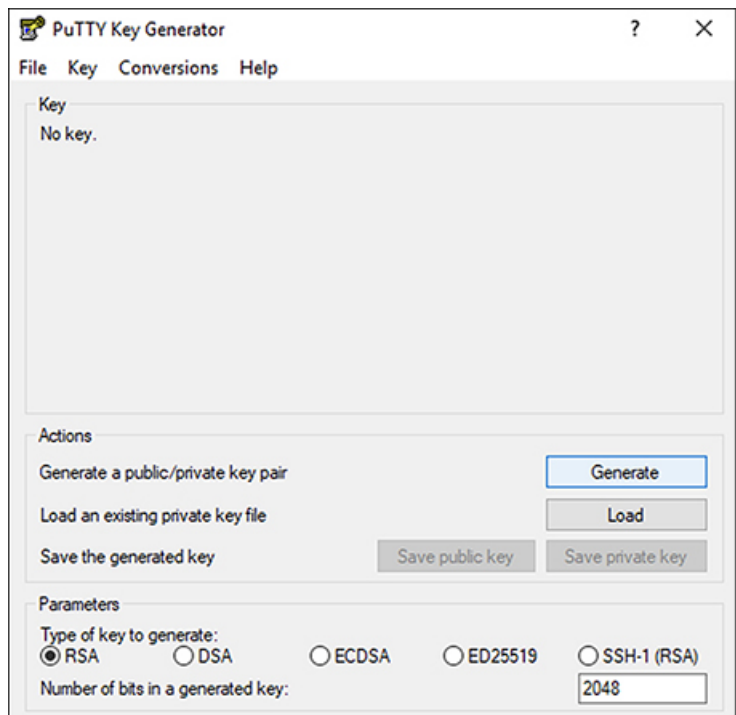 PuTTY Key Generator ?
File Key Conversions Help
Key
No key.
Actions
Generate a public/private key pair Generate
Load an existing private key file Load
Save the generated key Save public key Save private key
Parameters
Type of key to generate:
RSA DSA ECDSA ED25519 SSH-1 (RSA)
Number of bits in a generated key: 2048